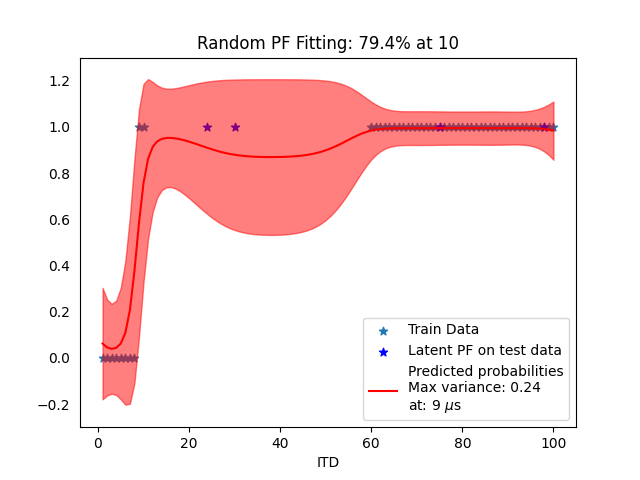 Random PF Fitting: 79.4% at 10
1.2
1.0
0.8
0.6
0.4
0.2
0.0
−0.2
Train Data
Latent PF on test data
Predicted probabilities
Max variance: 0.24
at: 9 μs
0 20 40 60 80 100
ITD